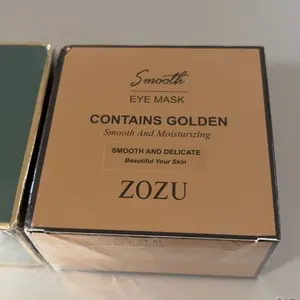 Smooth
EYE MASK
CONTAINS GOLDEN
Smooth And Moisturizing
SMOOTH AND DELICATE
Beautiful Your Skin
ZOZU